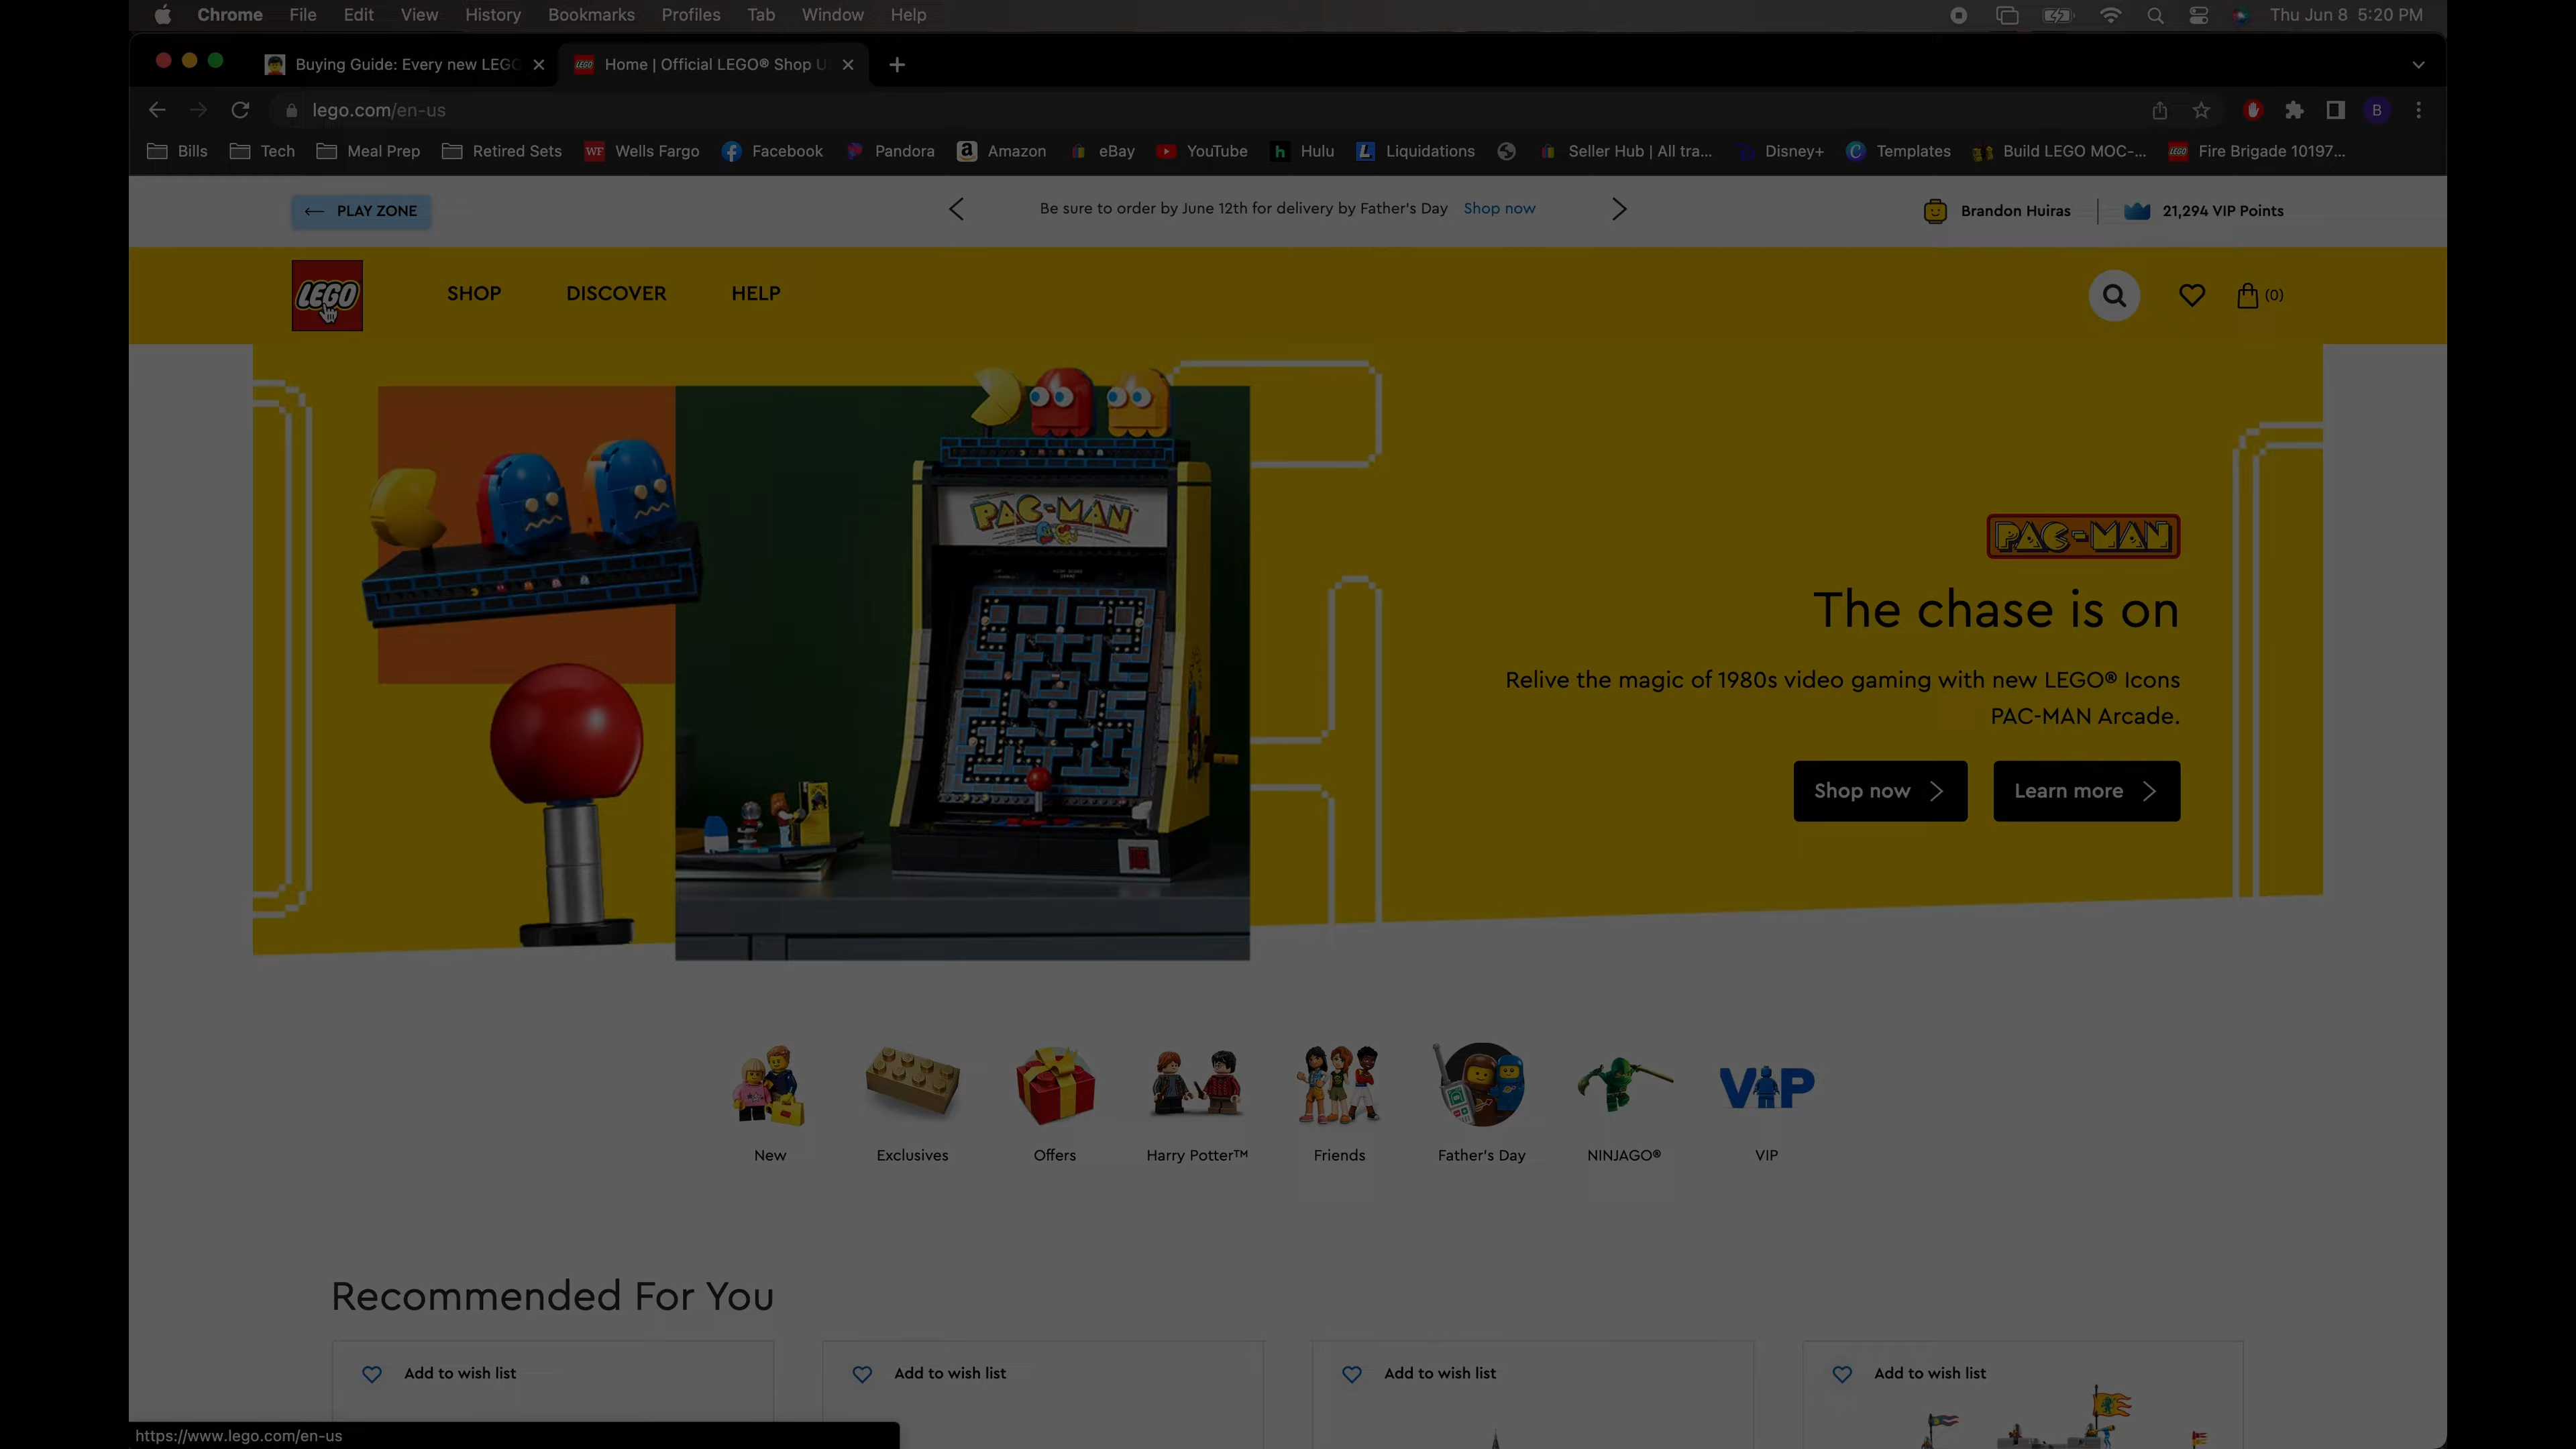 Chrome File Edit View History Bookmarks Profiles Tab Window Help Thu Jun 8 5:20 PM
Buying Guide: Every new LEGO
LEGO Home | Official LEGO® Shop U
lego.com/en-us B
Bills Tech Meal Prep Retired Sets WF Wells Fargo Facebook Pandora a Amazon eBay YouTube h Hulu L Liquidations Seller Hub | All tra... Disney+ C Templates Build LEGO MOC-... LEGO Fire Brigade 10197...
PLAY ZONE
Be sure to order by June 12th for delivery by Father's Day Shop now
Brandon Huiras 21,294 VIP Points
LEGO SHOP DISCOVER HELP (0)
PAC-MAN
PAC-MAN
The chase is on
Relive the magic of 1980s video gaming with new LEGO® Icons
PAC-MAN Arcade.
Shop now Learn more
VIP
New Exclusives Offers Harry Potter™ Friends Father's Day NINJAGO® VIP
Recommended For You
Add to wish list Add to wish list Add to wish list Add to wish list
https://www.lego.com/en-us